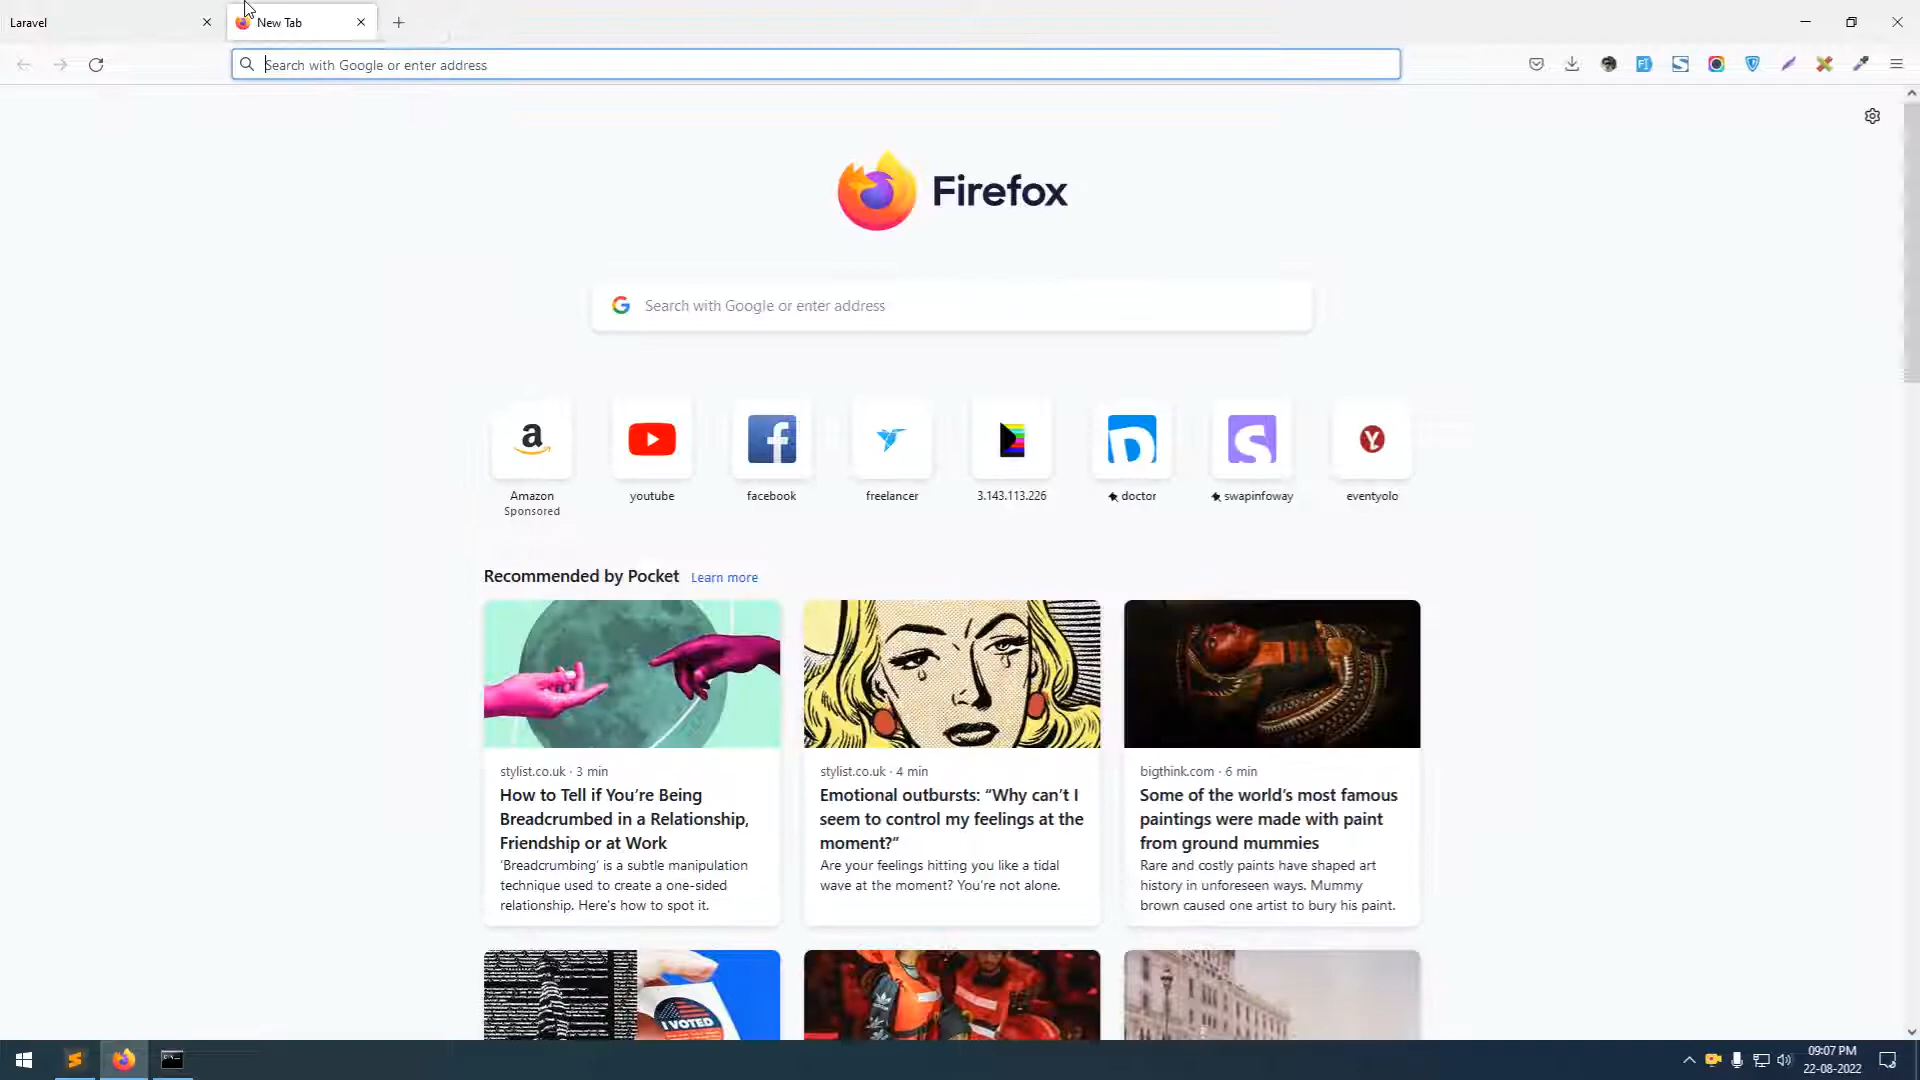 Laravel
New Tab
Search with Google or enter address
Firefox
Search with Google or enter address
Amazon
Sponsored
youtube
facebook
freelancer
3.143.113.226
doctor
swapinfoway
eventyolo
Recommended by Pocket Learn more
stylist.co.uk · 3 min
How to Tell if You’re Being
Breadcrumbed in a Relationship,
Friendship or at Work
‘Breadcrumbing’ is a subtle manipulation
technique used to create a one-sided
relationship. Here's how to spot it.
stylist.co.uk · 4 min
Emotional outbursts: “Why can’t I
seem to control my feelings at the
moment?”
Are your feelings hitting you like a tidal
wave at the moment? You’re not alone.
bigthink.com · 6 min
Some of the world’s most famous
paintings were made with paint
from ground mummies
Rare and costly paints have shaped art
history in unforeseen ways. Mummy
brown caused one artist to bury his paint.
I VOTED
09:07 PM
22-08-2022